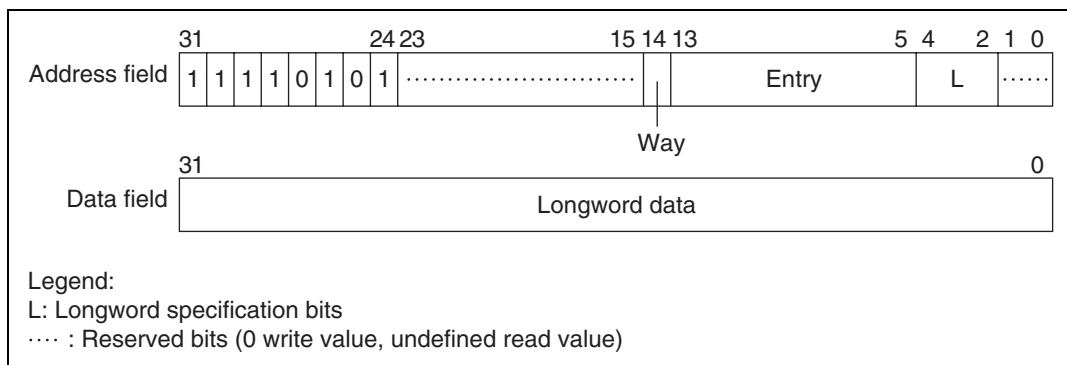 31 24 23 15 14 13 5 4 2 1 0
Address field 1 1 1 1 0 1 0 1 ............................ Entry L ......
Way
31 0
Data field Longword data
Legend:
L: Longword specification bits
.... : Reserved bits (0 write value, undefined read value)